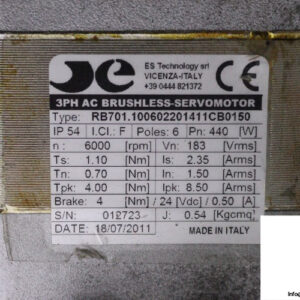 ES Technology srl
VICENZA-ITALY
+39 0444 821372
CE
3PH AC BRUSHLESS-SERVOMOTOR
Type: RB701.100602201411CB0150
IP 54 I.Cl.: F Poles: 6 Pn: 440 [W]
n : 6000 [rpm] Vn: 183 [Vrms]
Ts: 1.10 [Nm] Is: 2.35 [Arms]
Tn: 0.70 [Nm] In: 1.50 [Arms]
Tpk: 4.00 [Nm] Ipk: 8.50 [Arms]
Brake: 4 [Nm] / 24 [Vdc] / 0.50 [A]
S/N: 012723 J: 0.54 [Kgcmq]
DATE: 18/07/2011 MADE IN ITALY